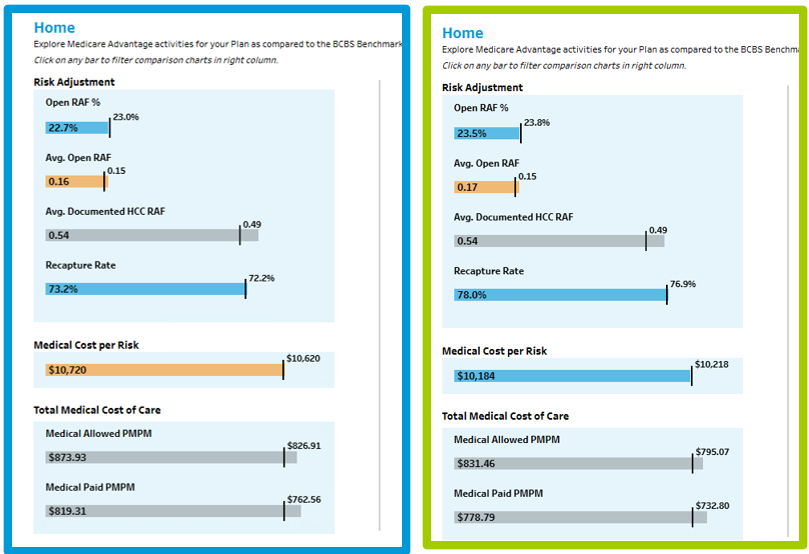 Home
Explore Medicare Advantage activities for your Plan as compared to the BCBS Benchmark
Click on any bar to filter comparison charts in right column.
Risk Adjustment
Open RAF %
23.0%
22.7%
Avg. Open RAF
0.15
0.16
Avg. Documented HCC RAF
0.49
0.54
Recapture Rate
72.2%
73.2%
Medical Cost per Risk
$10,620
$10,720
Total Medical Cost of Care
Medical Allowed PMPM
$826.91
$873.93
Medical Paid PMPM
$762.56
$819.31
Home
Explore Medicare Advantage activities for your Plan as compared to the BCBS Benchma
Click on any bar to filter comparison charts in right column.
Risk Adjustment
Open RAF %
23.8%
23.5%
Avg. Open RAF
0.15
0.17
Avg. Documented HCC RAF
0.49
0.54
Recapture Rate
76.9%
78.0%
Medical Cost per Risk
$10,218
$10,184
Total Medical Cost of Care
Medical Allowed PMPM
$795.07
$831.46
Medical Paid PMPM
$732.80
$778.79